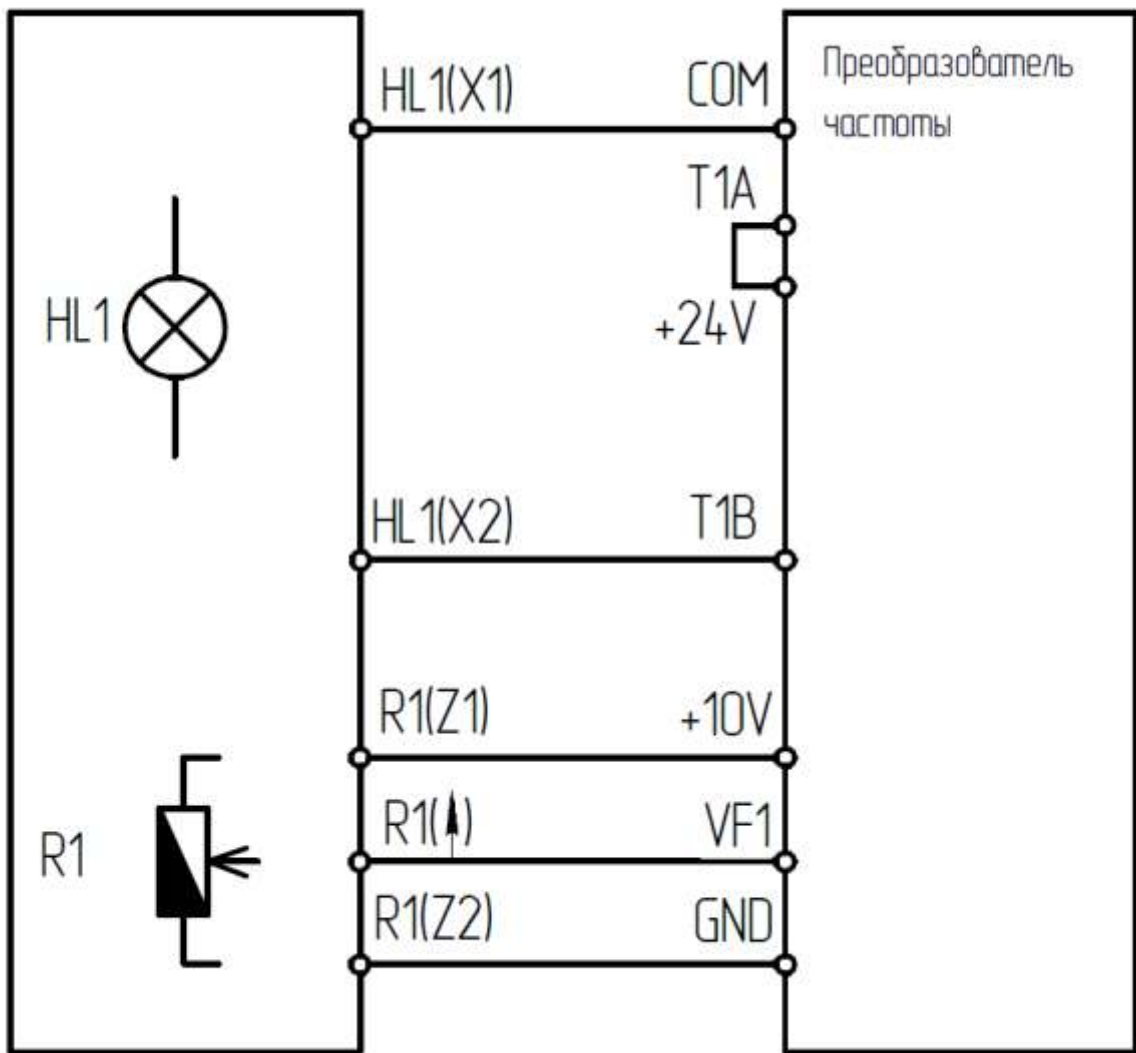 HL1(X1) COM
Преобразователь
частоты
T1A
HL1
+24V
HL1(X2) T1B
R1(Z1) +10V
R1( ) VF1
R1
R1(Z2) GND